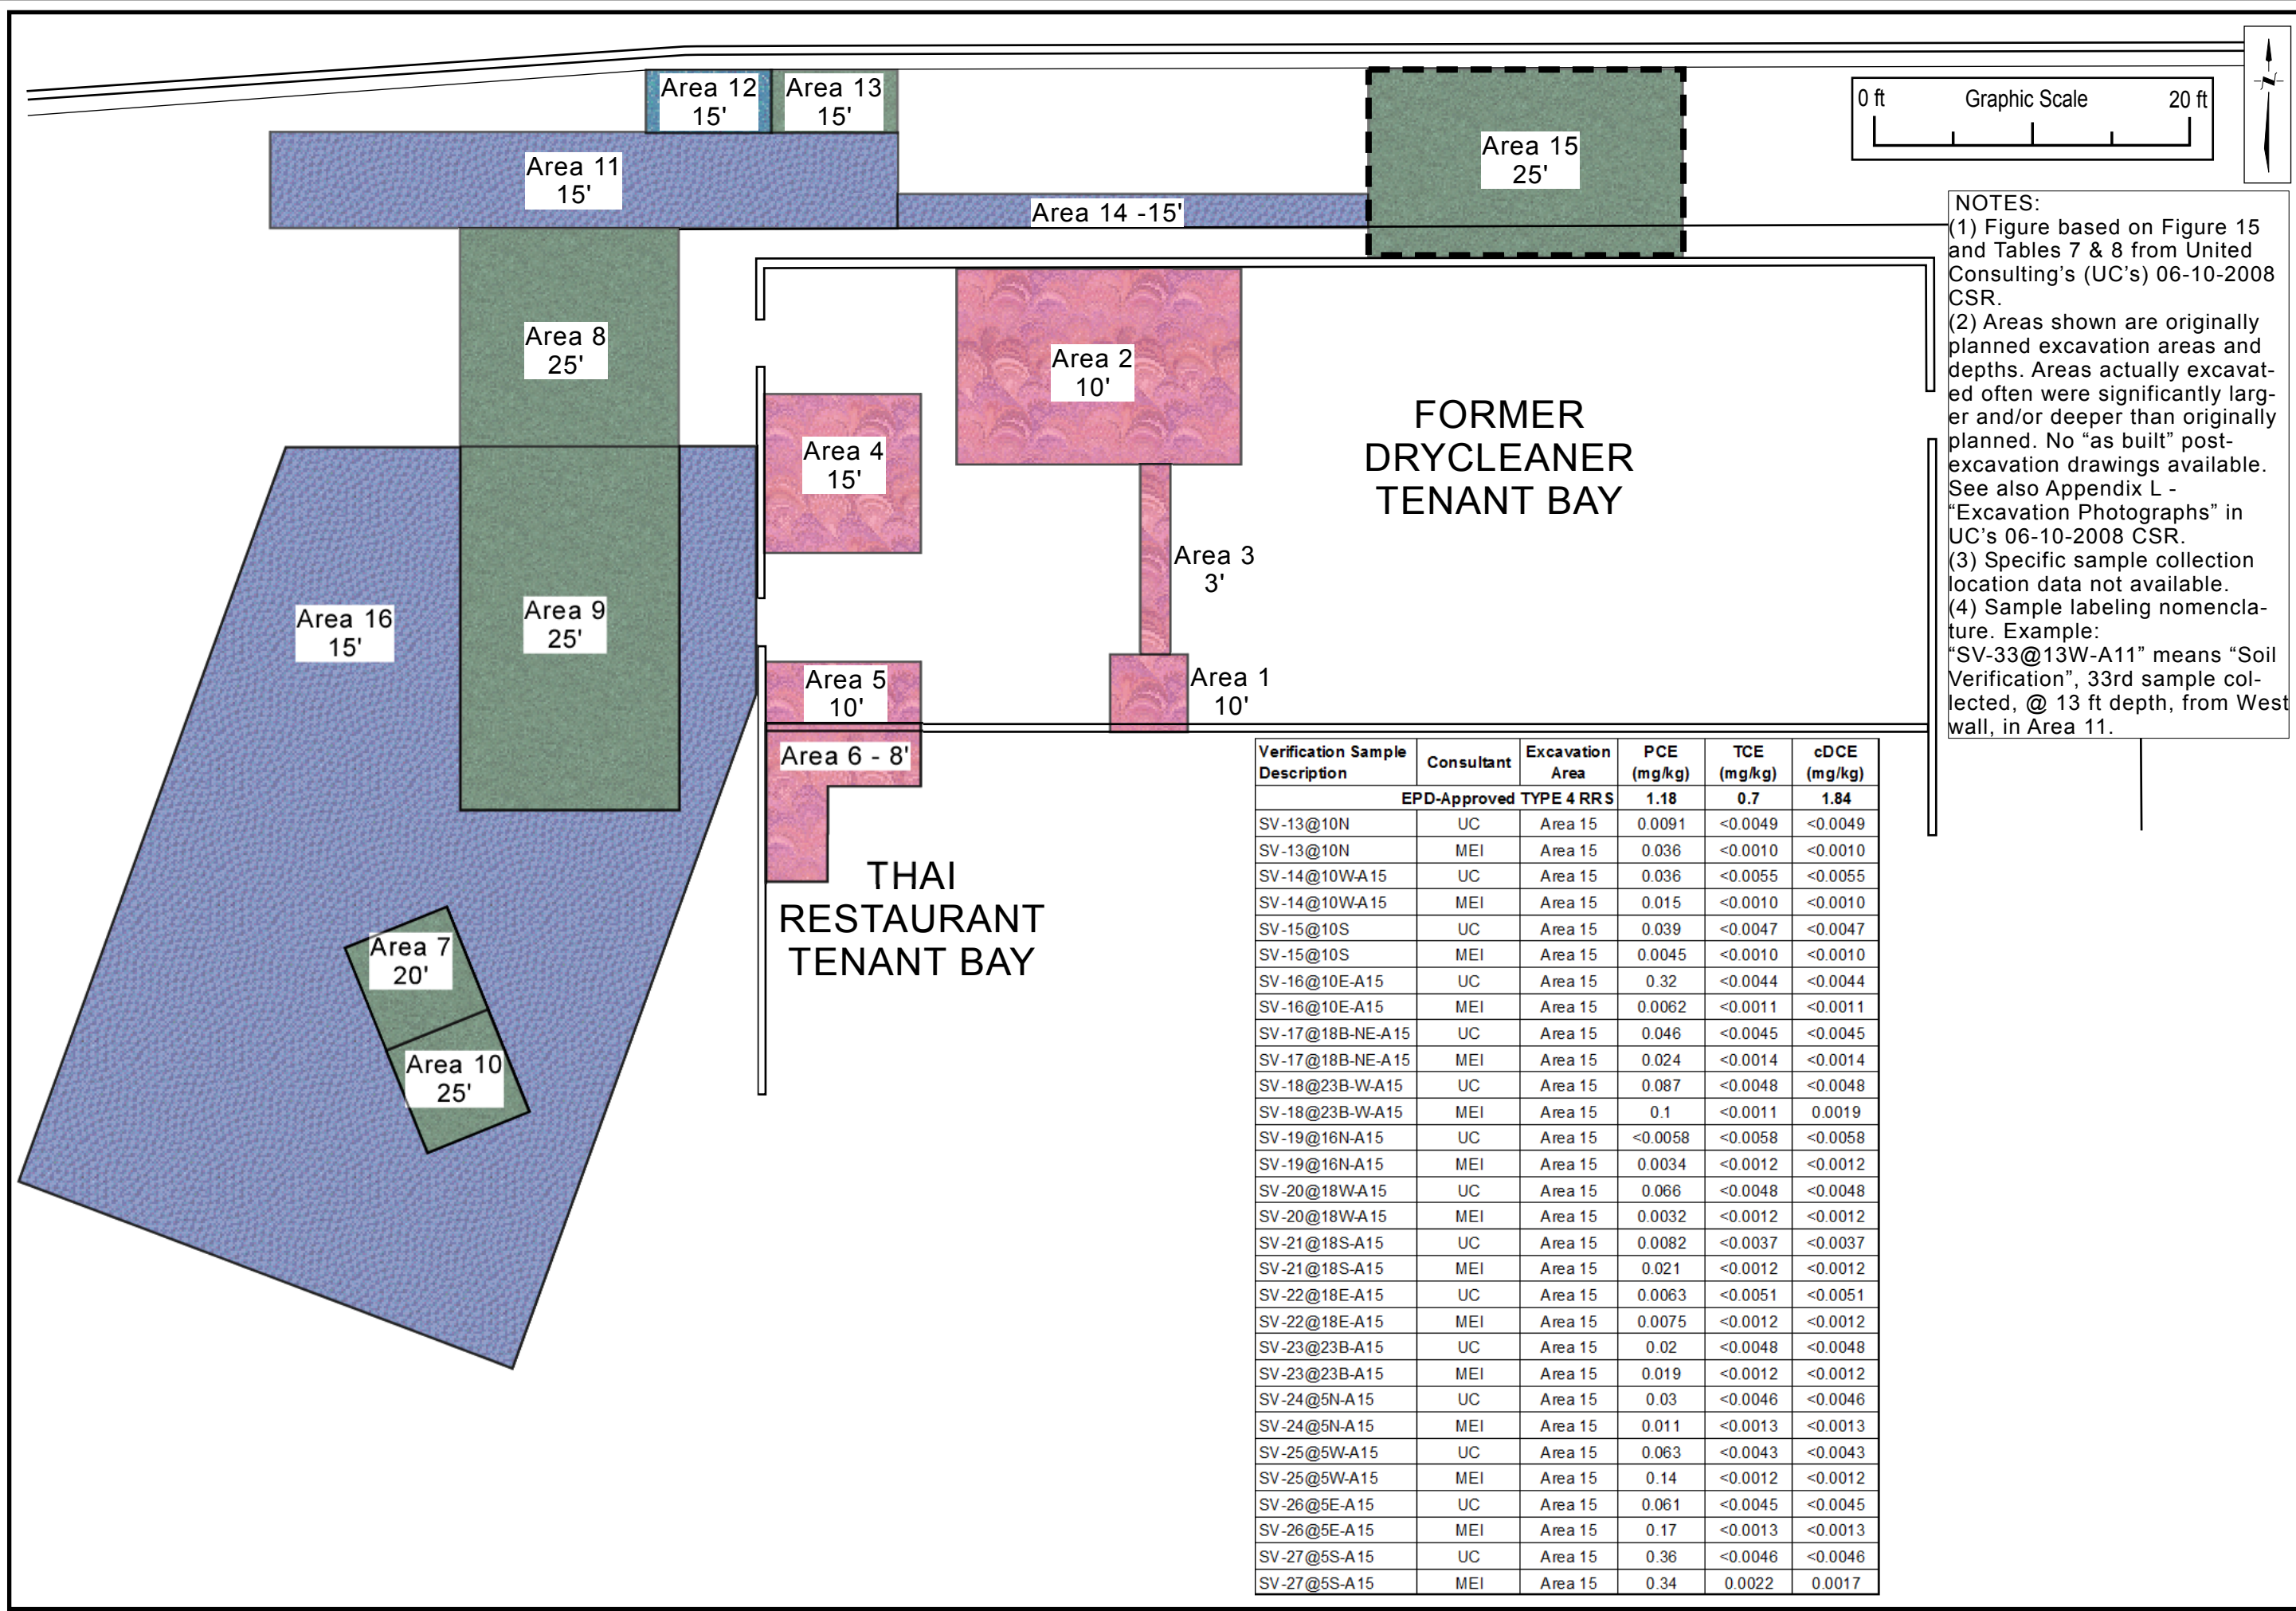 Area 12
15'
Area 13
15'
Area 11
15'
Area 14 -15'
Area 15
25'
0 ft Graphic Scale 20 ft
N
Area 8
25'
Area 2
10'
Area 4
15'
FORMER
DRYCLEANER
TENANT BAY
Area 3
3'
Area 16
15'
Area 9
25'
Area 5
10'
Area 1
10'
Area 6 - 8'
THAI
RESTAURANT
TENANT BAY
Area 7
20'
Area 10
25'
NOTES:
(1) Figure based on Figure 15
and Tables 7 & 8 from United
Consulting’s (UC’s) 06-10-2008
CSR.
(2) Areas shown are originally
planned excavation areas and
depths. Areas actually excavat-
ed often were significantly larg-
er and/or deeper than originally
planned. No “as built” post-
excavation drawings available.
See also Appendix L -
“Excavation Photographs” in
UC’s 06-10-2008 CSR.
(3) Specific sample collection
location data not available.
(4) Sample labeling nomencla-
ture. Example:
“SV-33@13W-A11” means “Soil
Verification”, 33rd sample col-
lected, @ 13 ft depth, from West
wall, in Area 11.
Verification Sample Description Consultant Excavation Area PCE (mg/kg) TCE (mg/kg) cDCE (mg/kg)
EPD-Approved TYPE 4 RRS 1.18 0.7 1.84
SV-13@10N UC Area 15 0.0091 <0.0049 <0.0049
SV-13@10N MEI Area 15 0.036 <0.0010 <0.0010
SV-14@10W-A15 UC Area 15 0.036 <0.0055 <0.0055
SV-14@10W-A15 MEI Area 15 0.015 <0.0010 <0.0010
SV-15@10S UC Area 15 0.039 <0.0047 <0.0047
SV-15@10S MEI Area 15 0.0045 <0.0010 <0.0010
SV-16@10E-A15 UC Area 15 0.32 <0.0044 <0.0044
SV-16@10E-A15 MEI Area 15 0.0062 <0.0011 <0.0011
SV-17@18B-NE-A15 UC Area 15 0.046 <0.0045 <0.0045
SV-17@18B-NE-A15 MEI Area 15 0.024 <0.0014 <0.0014
SV-18@23B-W-A15 UC Area 15 0.087 <0.0048 <0.0048
SV-18@23B-W-A15 MEI Area 15 0.1 <0.0011 0.0019
SV-19@16N-A15 UC Area 15 <0.0058 <0.0058 <0.0058
SV-19@16N-A15 MEI Area 15 0.0034 <0.0012 <0.0012
SV-20@18W-A15 UC Area 15 0.066 <0.0048 <0.0048
SV-20@18W-A15 MEI Area 15 0.0032 <0.0012 <0.0012
SV-21@18S-A15 UC Area 15 0.0082 <0.0037 <0.0037
SV-21@18S-A15 MEI Area 15 0.021 <0.0012 <0.0012
SV-22@18E-A15 UC Area 15 0.0063 <0.0051 <0.0051
SV-22@18E-A15 MEI Area 15 0.0075 <0.0012 <0.0012
SV-23@23B-A15 UC Area 15 0.02 <0.0048 <0.0048
SV-23@23B-A15 MEI Area 15 0.019 <0.0012 <0.0012
SV-24@5N-A15 UC Area 15 0.03 <0.0046 <0.0046
SV-24@5N-A15 MEI Area 15 0.011 <0.0013 <0.0013
SV-25@5W-A15 UC Area 15 0.063 <0.0043 <0.0043
SV-25@5W-A15 MEI Area 15 0.14 <0.0012 <0.0012
SV-26@5E-A15 UC Area 15 0.061 <0.0045 <0.0045
SV-26@5E-A15 MEI Area 15 0.17 <0.0013 <0.0013
SV-27@5S-A15 UC Area 15 0.36 <0.0046 <0.0046
SV-27@5S-A15 MEI Area 15 0.34 0.0022 0.0017